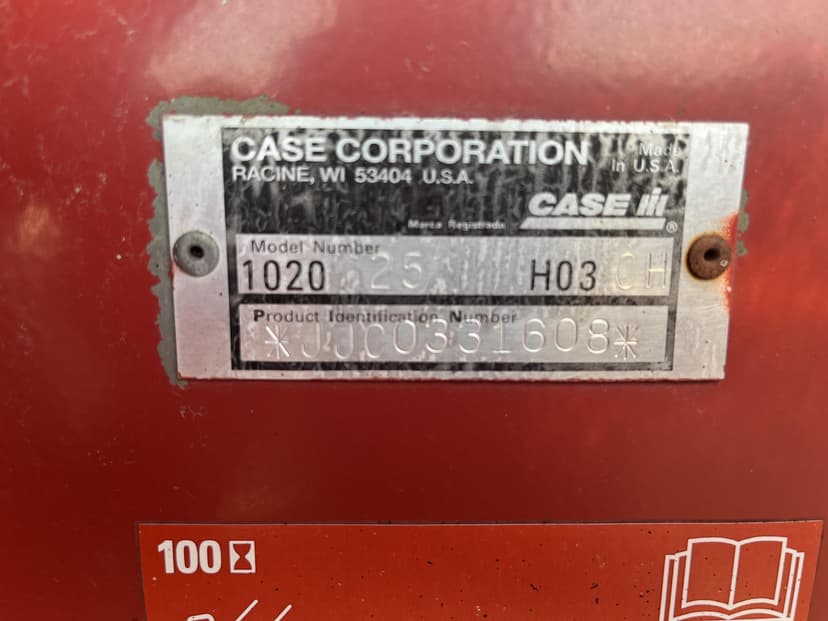 CASE CORPORATION
Made
In U.S.A.
RACINE, WI 53404 U.S.A.
CASE IH
®
Marca Registrada
Model Number
1020 25 H03 CH
Product Identification Number
*JJC0331608*
100